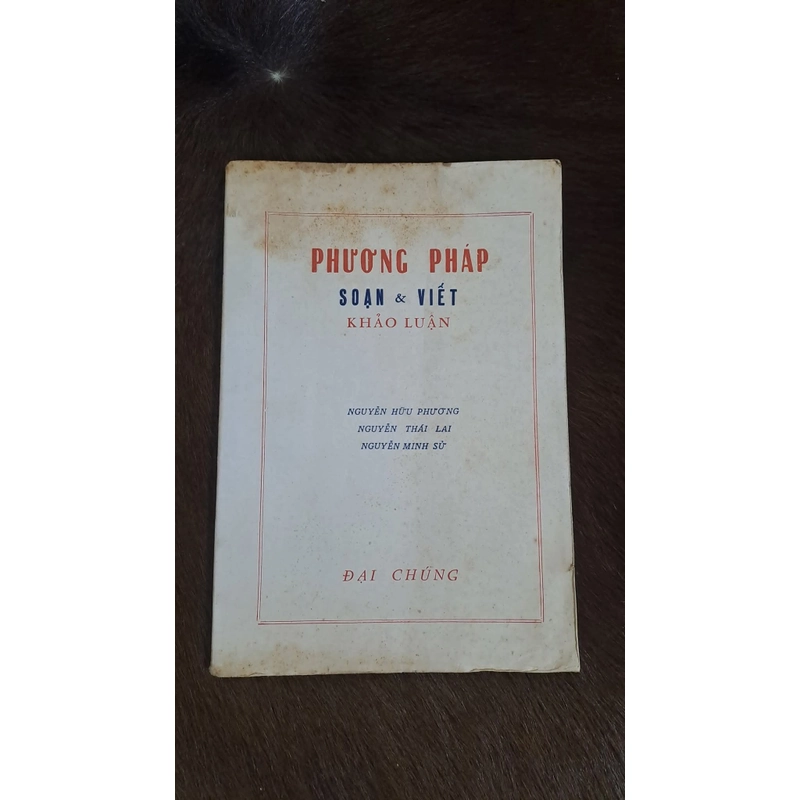 PHƯƠNG PHÁP
SOẠN & VIẾT
KHẢO LUẬN
NGUYỄN HỮU PHƯƠNG
NGUYỄN THÁI LAI
NGUYỄN MINH SỬ
ĐẠI CHÚNG